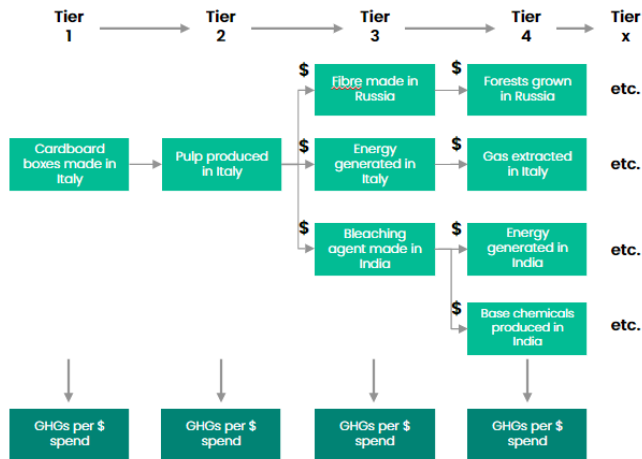 Tier
1
Tier
2
Tier
3
Tier
4
Tier
x
$
Fibre made in
Russia
$
Forests grown
in Russia
etc.
Cardboard
boxes made in
Italy
Pulp produced
in Italy
$
Energy
generated in
Italy
$
Gas extracted
in Italy
etc.
$
Bleaching
agent made in
India
$
Energy
generated in
India
etc.
$
Base chemicals
produced in
India
etc.
GHGs per $
spend
GHGs per $
spend
GHGs per $
spend
GHGs per $
spend